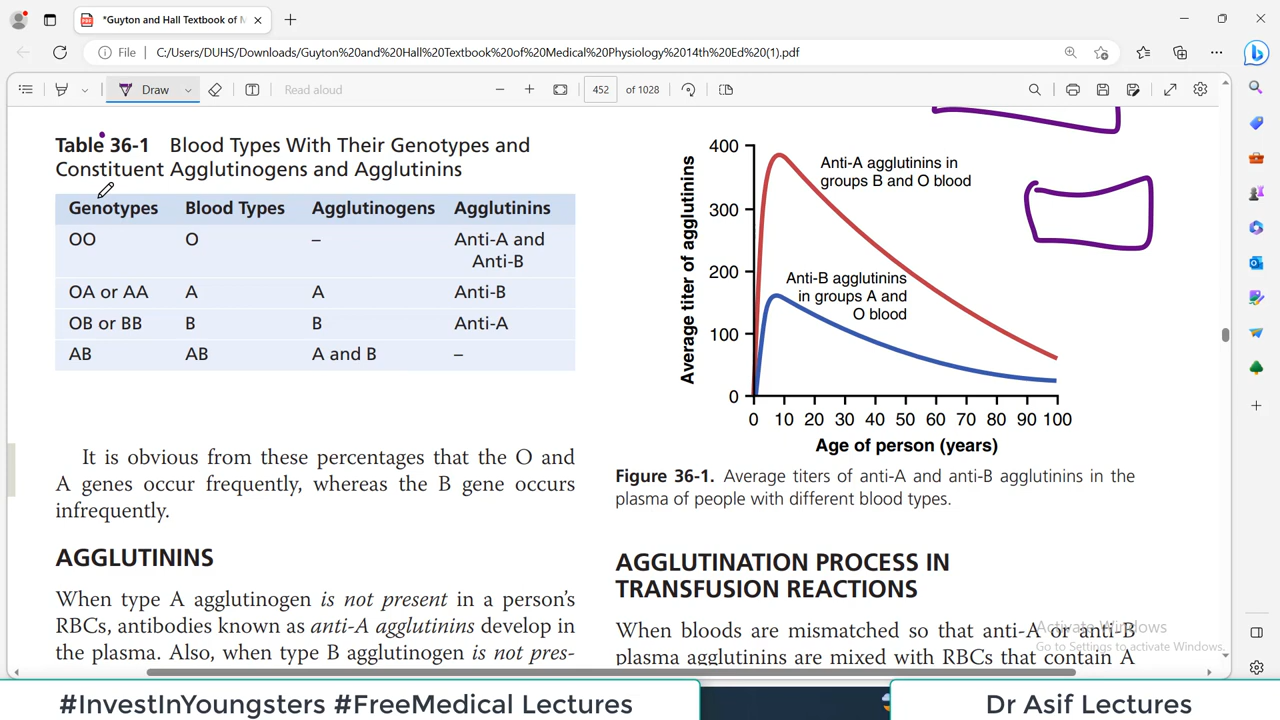 *Guyton and Hall Textbook of M
File
C:/Users/DUHS/Downloads/Guyton%20and%20Hall%20Textbook%20of%20Medical%20Physiology%2014th%20Ed%20(1).pdf
Draw
Read aloud
452 of 1028
Table 36-1 Blood Types With Their Genotypes and
Constituent Agglutinogens and Agglutinins
Genotypes Blood Types Agglutinogens Agglutinins
OO O – Anti-A and
Anti-B
OA or AA A A Anti-B
OB or BB B B Anti-A
AB AB A and B –
It is obvious from these percentages that the O and
A genes occur frequently, whereas the B gene occurs
infrequently.
AGGLUTININS
When type A agglutinogen is not present in a person's
RBCs, antibodies known as anti-A agglutinins develop in
the plasma. Also, when type B agglutinogen is not pres-
Average titer of agglutinins
400
300
200
100
0
Anti-A agglutinins in
groups B and O blood
Anti-B agglutinins
in groups A and
O blood
0 10 20 30 40 50 60 70 80 90 100
Age of person (years)
Figure 36-1. Average titers of anti-A and anti-B agglutinins in the
plasma of people with different blood types.
AGGLUTINATION PROCESS IN
TRANSFUSION REACTIONS
When bloods are mismatched so that anti-A or anti-B
plasma agglutinins are mixed with RBCs that contain A
Activate Windows
Go to Settings to activate Windows.
#InvestInYoungsters #FreeMedical Lectures
Dr Asif Lectures